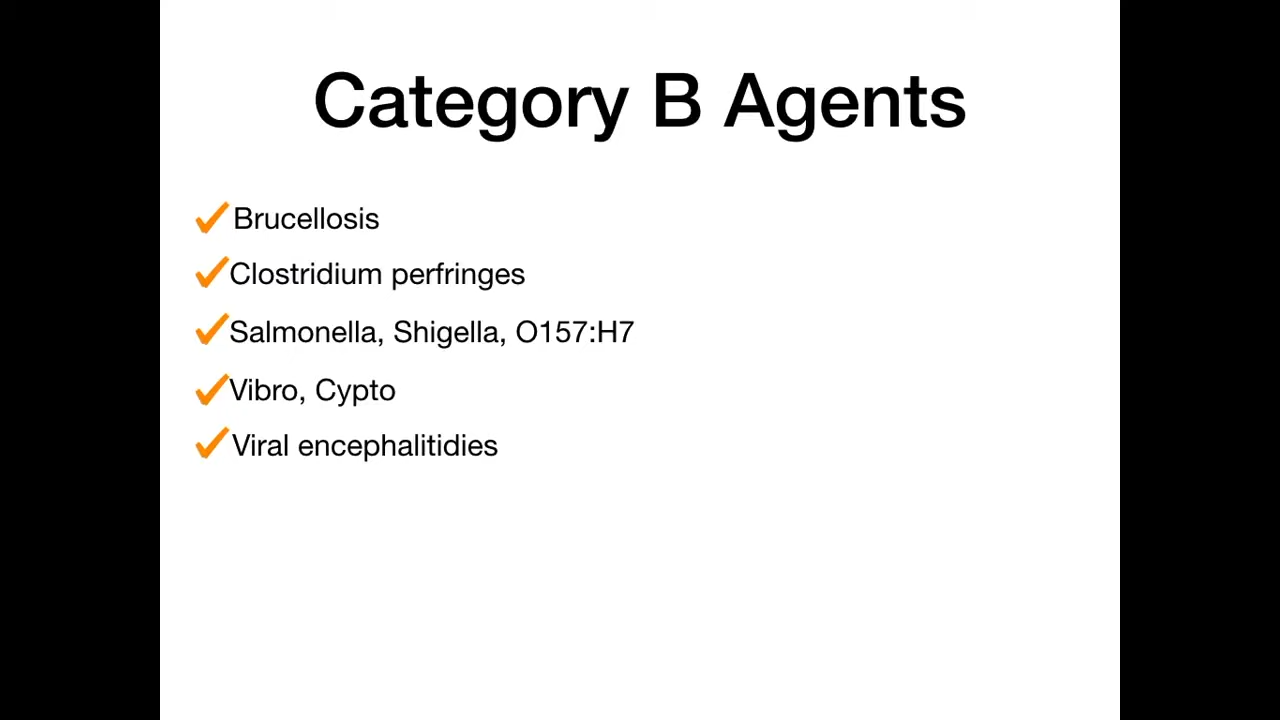 Category B Agents
Brucellosis
Clostridium perfringes
Salmonella, Shigella, O157:H7
Vibro, Cypto
Viral encephalitidies